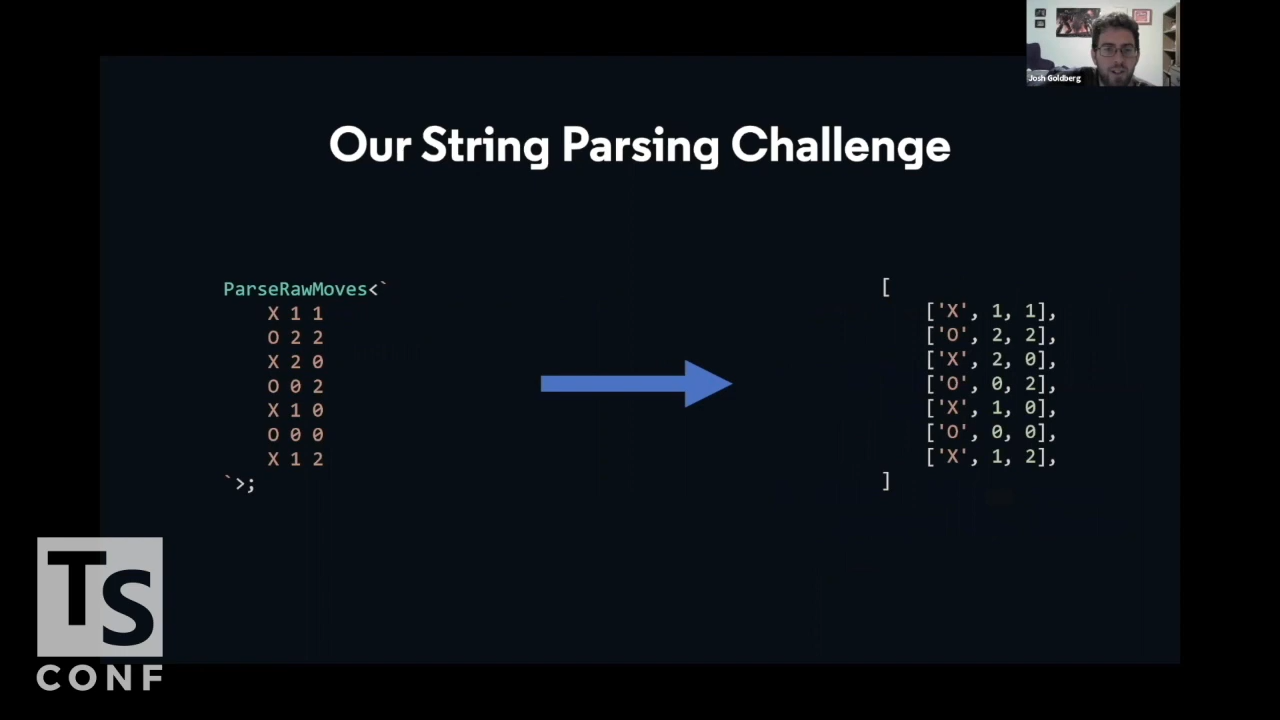 Josh Goldberg
Our String Parsing Challenge
ParseRawMoves<`
X 1 1
O 2 2
X 2 0
O 0 2
X 1 0
O 0 0
X 1 2
`>;
[
['X', 1, 1],
['O', 2, 2],
['X', 2, 0],
['O', 0, 2],
['X', 1, 0],
['O', 0, 0],
['X', 1, 2],
]
TS
CONF